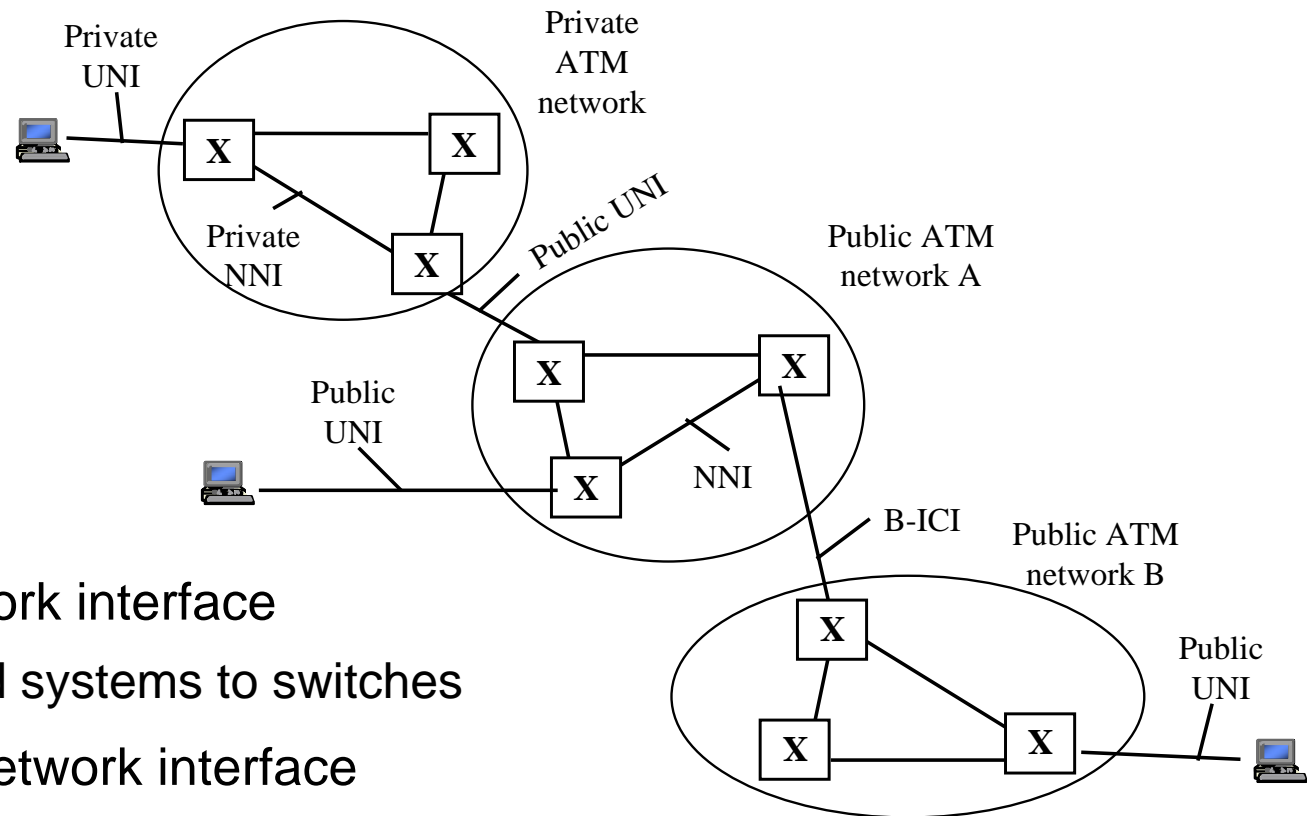 Private
UNI
Private
ATM
network
X
X
X
Private
NNI
Public UNI
Public ATM
network A
X
X
X
Public
UNI
NNI
B-ICI
Public ATM
network B
X
X
X
Public
UNI
ork interface
systems to switches
etwork interface